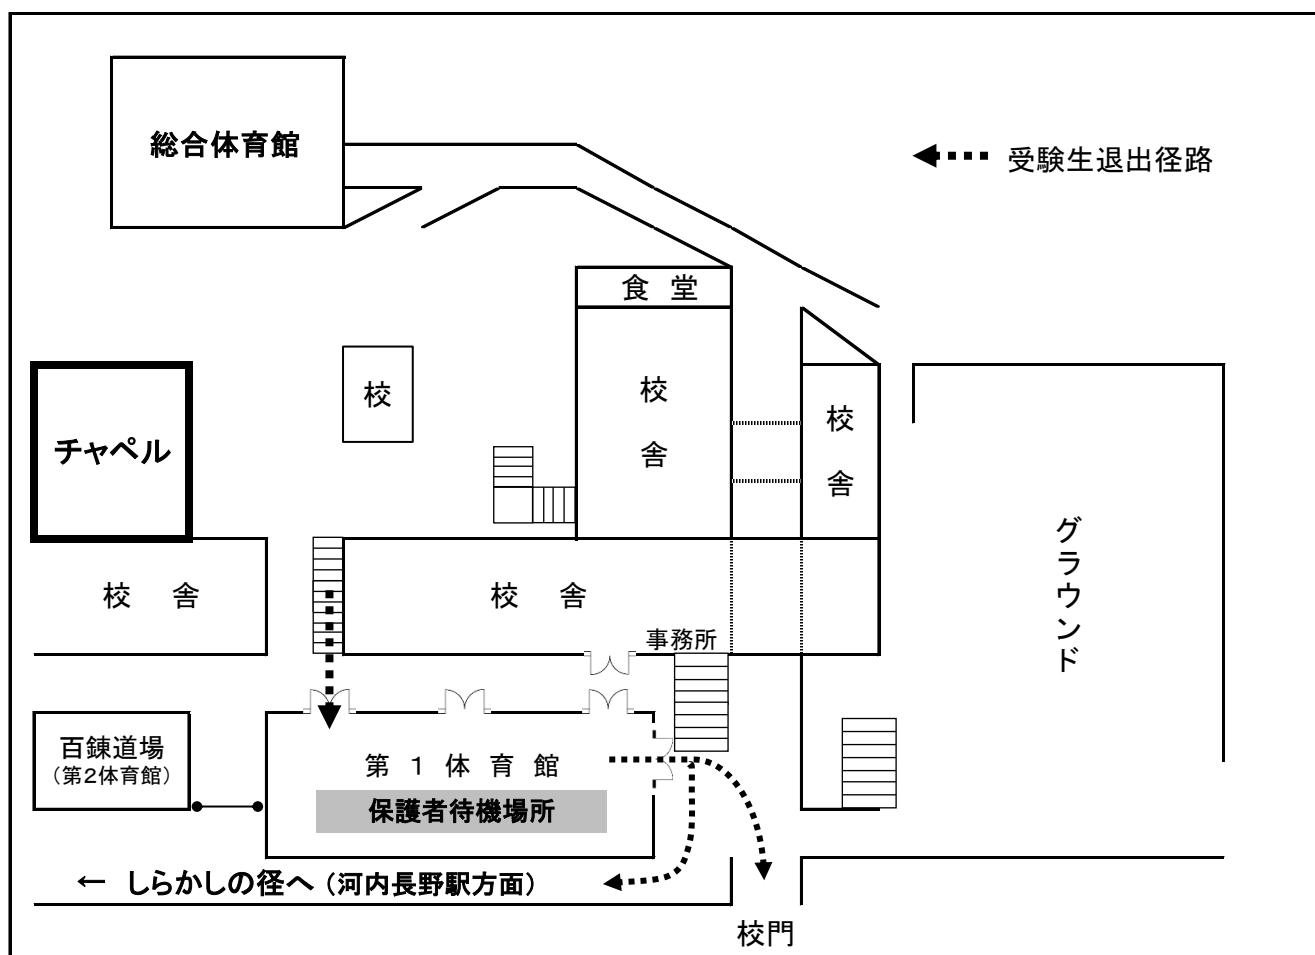 総合体育館
受験生退出径路
食 堂
校
舎
校
校
舎
チャペル
グラウンド
校 舎
校 舎
事務所
百錬道場
（第2体育館）
第 1 体 育 館
保護者待機場所
← しらかしの径へ（河内長野駅方面）
校門